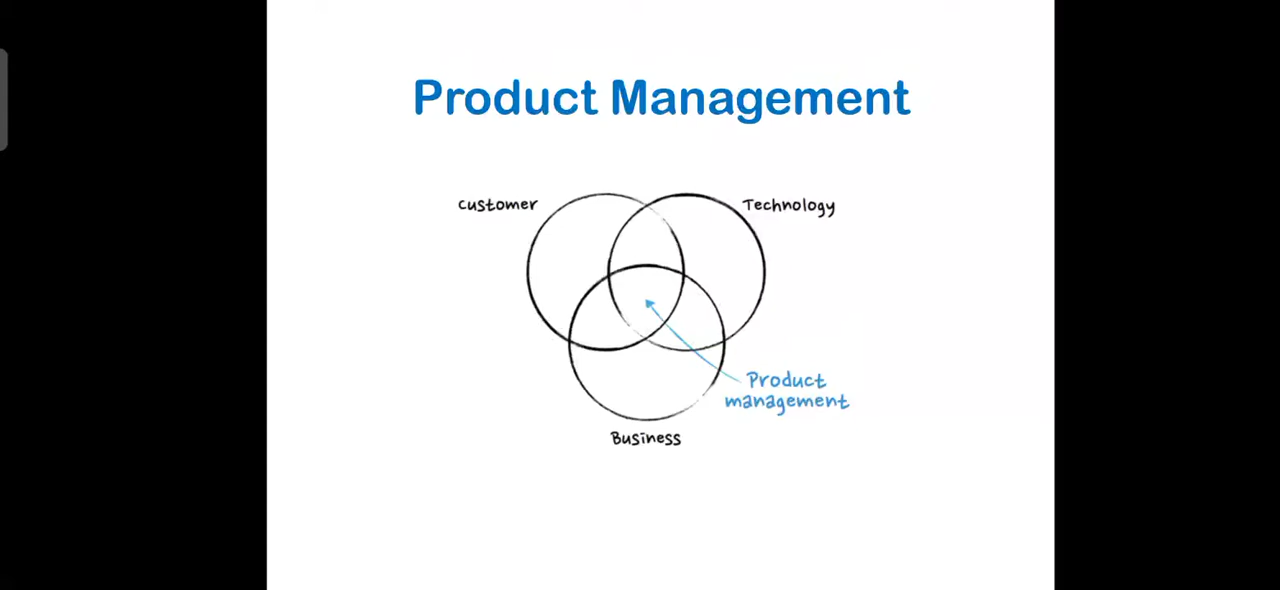 Product Management
customer
Technology
Product
management
Business